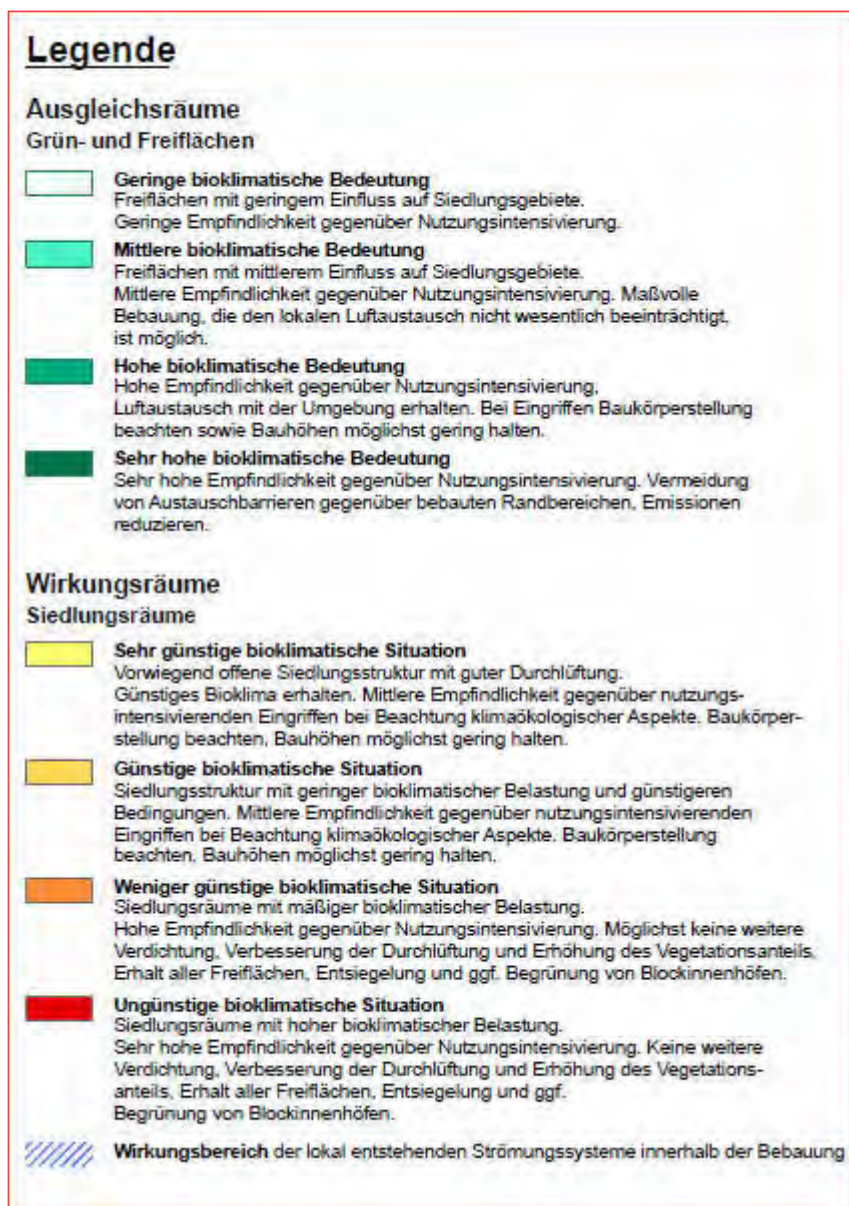 Legende
Ausgleichsräume
Grün- und Freiflächen
Geringe bioklimatische Bedeutung
Freiflächen mit geringem Einfluss auf Siedlungsgebiete.
Geringe Empfindlichkeit gegenüber Nutzungsintensivierung.
Mittlere bioklimatische Bedeutung
Freiflächen mit mittlerem Einfluss auf Siedlungsgebiete.
Mittlere Empfindlichkeit gegenüber Nutzungsintensivierung. Maßvolle
Bebauung, die den lokalen Luftaustausch nicht wesentlich beeinträchtigt,
ist möglich.
Hohe bioklimatische Bedeutung
Hohe Empfindlichkeit gegenüber Nutzungsintensivierung,
Luftaustausch mit der Umgebung erhalten. Bei Eingriffen Baukörperstellung
beachten sowie Bauhöhen möglichst gering halten.
Sehr hohe bioklimatische Bedeutung
Sehr hohe Empfindlichkeit gegenüber Nutzungsintensivierung. Vermeidung
von Austauschbarrieren gegenüber bebauten Randbereichen, Emissionen
reduzieren.
Wirkungsräume
Siedlungsräume
Sehr günstige bioklimatische Situation
Vorwiegend offene Siedlungsstruktur mit guter Durchlüftung.
Günstiges Bioklima erhalten. Mittlere Empfindlichkeit gegenüber nutzungs-
intensivierenden Eingriffen bei Beachtung klimaökologischer Aspekte. Baukörper-
stellung beachten, Bauhöhen möglichst gering halten.
Günstige bioklimatische Situation
Siedlungsstruktur mit geringer bioklimatischer Belastung und günstigeren
Bedingungen. Mittlere Empfindlichkeit gegenüber nutzungsintensivierenden
Eingriffen bei Beachtung klimaökologischer Aspekte. Baukörperstellung
beachten, Bauhöhen möglichst gering halten.
Weniger günstige bioklimatische Situation
Siedlungsräume mit mäßiger bioklimatischer Belastung.
Hohe Empfindlichkeit gegenüber Nutzungsintensivierung. Möglichst keine weitere
Verdichtung, Verbesserung der Durchlüftung und Erhöhung des Vegetationsanteils,
Erhalt aller Freiflächen, Entsiegelung und ggf. Begrünung von Blockinnenhöfen.
Ungünstige bioklimatische Situation
Siedlungsräume mit hoher bioklimatischer Belastung.
Sehr hohe Empfindlichkeit gegenüber Nutzungsintensivierung. Keine weitere
Verdichtung, Verbesserung der Durchlüftung und Erhöhung des Vegetations-
anteils, Erhalt aller Freiflächen, Entsiegelung und ggf.
Begrünung von Blockinnenhöfen.
Wirkungsbereich der lokal entstehenden Strömungssysteme innerhalb der Bebauung